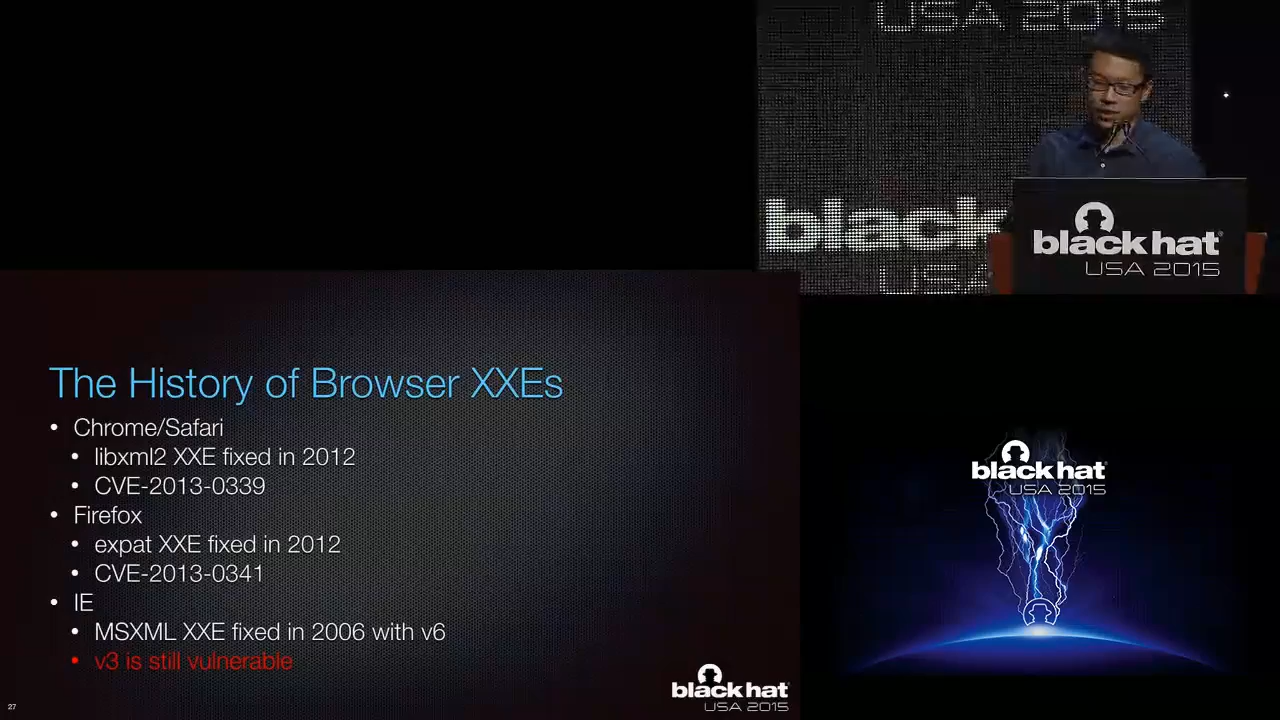 USA 2015
black
USA
black hat
USA 2015
The History of Browser XXEs
• Chrome/Safari
• libxml2 XXE fixed in 2012
• CVE-2013-0339
• Firefox
• expat XXE fixed in 2012
• CVE-2013-0341
• IE
• MSXML XXE fixed in 2006 with v6
• v3 is still vulnerable
27
black hat
USA 2015
black hat
USA 2015